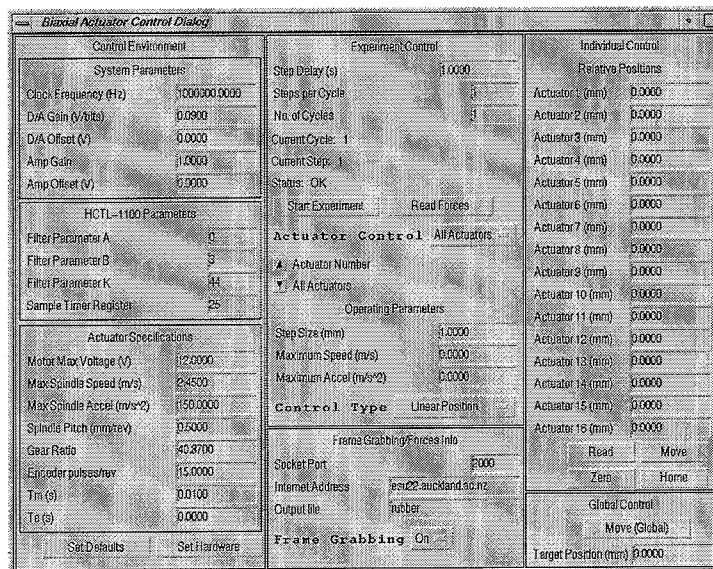 Biaxial Actuator Control Dialog
Control Environment
System Parameters
Clock Frequency (Hz) 1000000.0000
D/A Gain (V/bits) 0.0900
D/A Offset (V) 0.0000
Amp Gain 1.0000
Amp Offset (V) 0.0000
HCTL-1100 Parameters
Filter Parameter A 0
Filter Parameter B 3
Filter Parameter K 44
Sample Timer Register 25
Actuator Specifications
Motor Max Voltage (V) 12.0000
Max Spindle Speed (m/s) 2.4500
Max Spindle Accel (m/s^2) 150.0000
Spindle Pitch (mm/rev) 0.5000
Gear Ratio 40.3700
Encoder pulses/rev 15.0000
Tm (s) 0.0100
Te (s) 0.0000
Set Defaults Set Hardware
Experiment Control
Step Delay (s) 1.0000
Steps per Cycle
No. of Cycles
Current Cycle: 1
Current Step: 1
Status: OK
Start Experiment Read Forces
Actuator Control All Actuators
Actuator Number
All Actuators
Operating Parameters
Step Size (mm) 1.0000
Maximum Speed (m/s) 0.0000
Maximum Accel (m/s^2) 0.0000
Control Type Linear Position
Frame Grabbing/Forces Info
Socket Port 2000
Internet Address esu22.auckland.ac.nz
Output file rubber
Frame Grabbing On
Individual Control
Relative Positions
Actuator 1 (mm) 0.0000
Actuator 2 (mm) 0.0000
Actuator 3 (mm) 0.0000
Actuator 4 (mm) 0.0000
Actuator 5 (mm) 0.0000
Actuator 6 (mm) 0.0000
Actuator 7 (mm) 0.0000
Actuator 8 (mm) 0.0000
Actuator 9 (mm) 0.0000
Actuator 10 (mm) 0.0000
Actuator 11 (mm) 0.0000
Actuator 12 (mm) 0.0000
Actuator 13 (mm) 0.0000
Actuator 14 (mm) 0.0000
Actuator 15 (mm) 0.0000
Actuator 16 (mm) 0.0000
Read Move
Zero Home
Global Control
Move (Global)
Target Position (mm) 0.0000